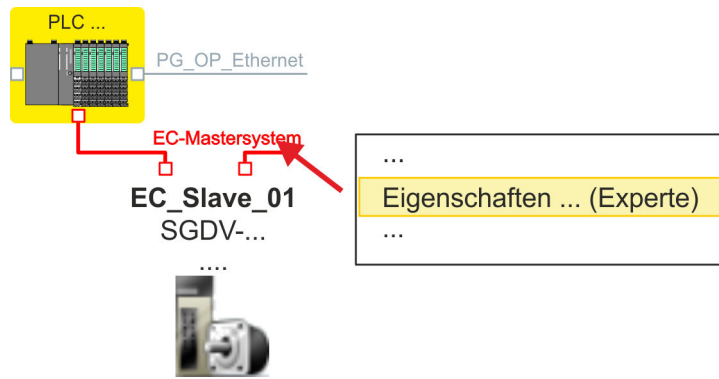 PLC ...
PG_OP_Ethernet
EC-Mastersystem
...
Eigenschaften ... (Experte)
...
EC_Slave_01
SGDV-...
....